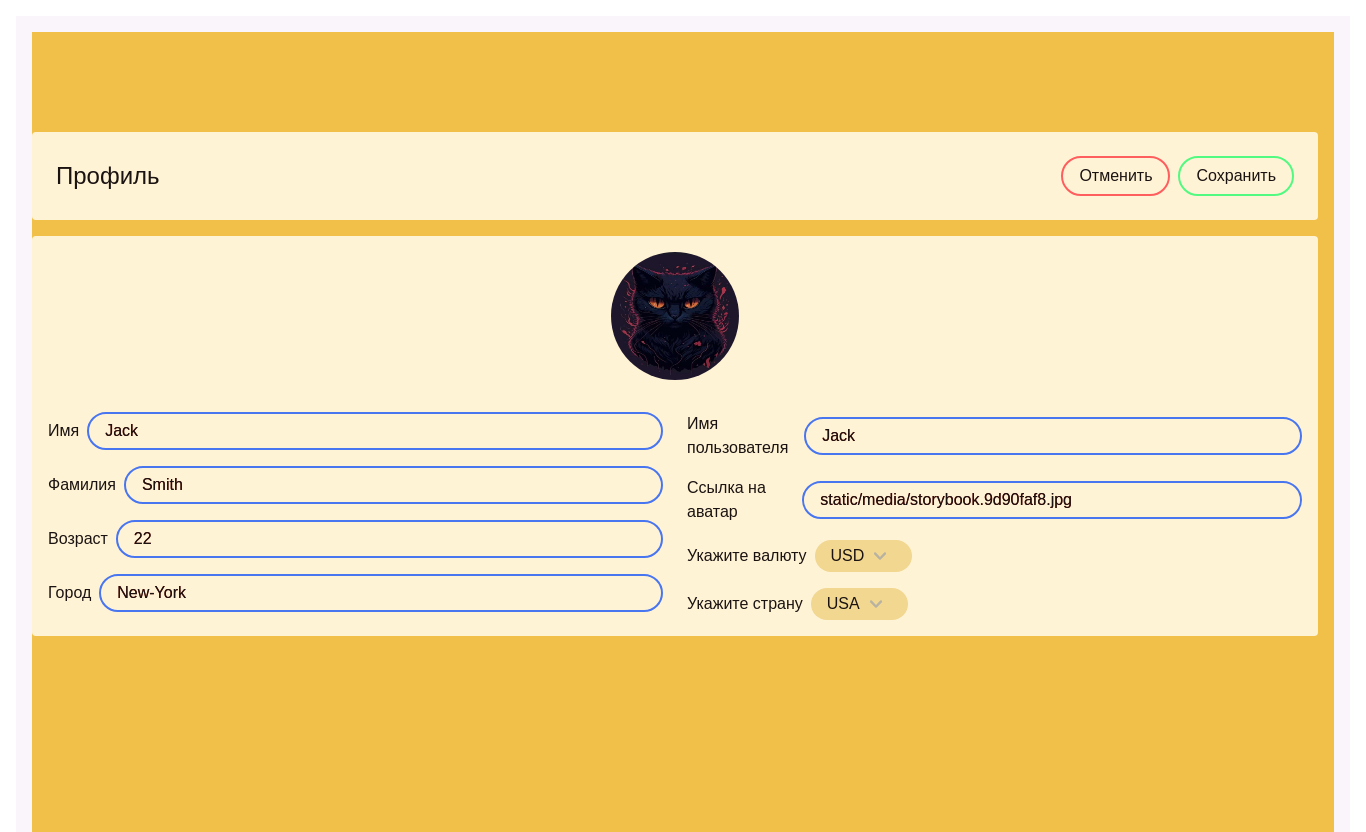 Профиль
Отменить
Сохранить
Имя
Jack
Фамилия
Smith
Возраст
22
Город
New-York
Имя
пользователя
Jack
Ссылка на
аватар
static/media/storybook.9d90faf8.jpg
Укажите валюту
USD
Укажите страну
USA